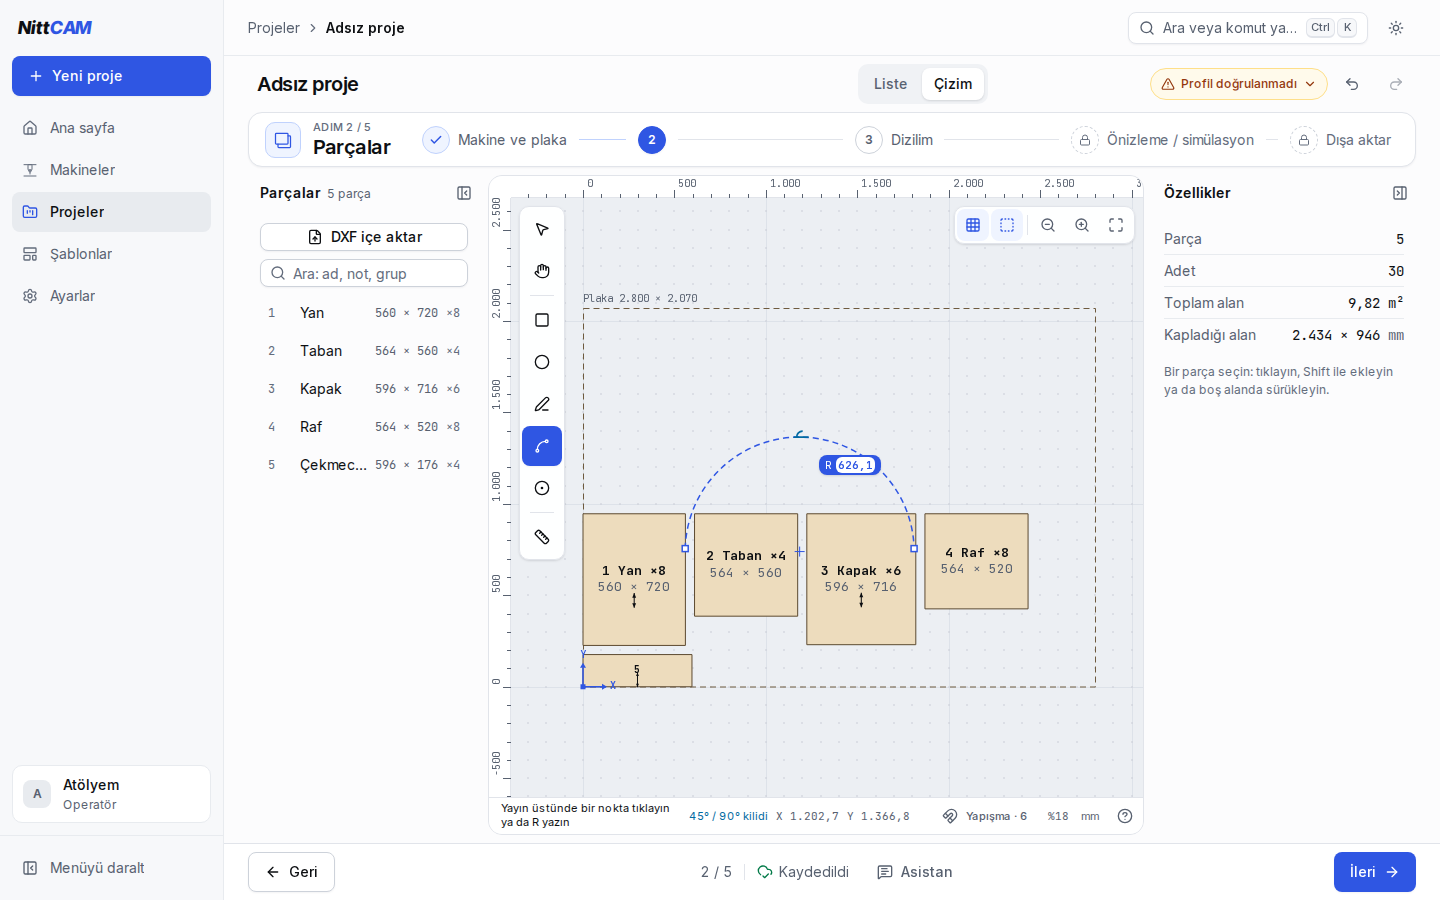 NittCAM
Projeler > Adsız proje
Ara veya komut ya... Ctrl K
Yeni proje
Ana sayfa
Makineler
Projeler
Şablonlar
Ayarlar
Adsız proje
Liste Çizim
Profil doğrulanmadı
ADIM 2 / 5
Parçalar
Makine ve plaka
2
3 Dizilim
Önizleme / simülasyon
Dışa aktar
Parçalar 5 parça
DXF içe aktar
Ara: ad, not, grup
1 Yan 560 × 720 ×8
2 Taban 564 × 560 ×4
3 Kapak 596 × 716 ×6
4 Raf 564 × 520 ×8
5 Çekmec... 596 × 176 ×4
0 500 1.000 1.500 2.000 2.500 3
2.500
2.000
1.500
1.000
500
0
-500
Plaka 2.800 × 2.070
R 626,1
1 Yan ×8
560 × 720
2 Taban ×4
564 × 560
3 Kapak ×6
596 × 716
4 Raf ×8
564 × 520
5
Y
X
Yayın üstünde bir nokta tıklayın
ya da R yazın
45° / 90° kilidi X 1.202,7 Y 1.366,8
Yapışma · 6
%18 mm
Özellikler
Parça 5
Adet 30
Toplam alan 9,82 m²
Kapladığı alan 2.434 × 946 mm
Bir parça seçin: tıklayın, Shift ile ekleyin
ya da boş alanda sürükleyin.
A
Atölyem
Operatör
Menüyü daralt
Geri
2 / 5
Kaydedildi
Asistan
İleri